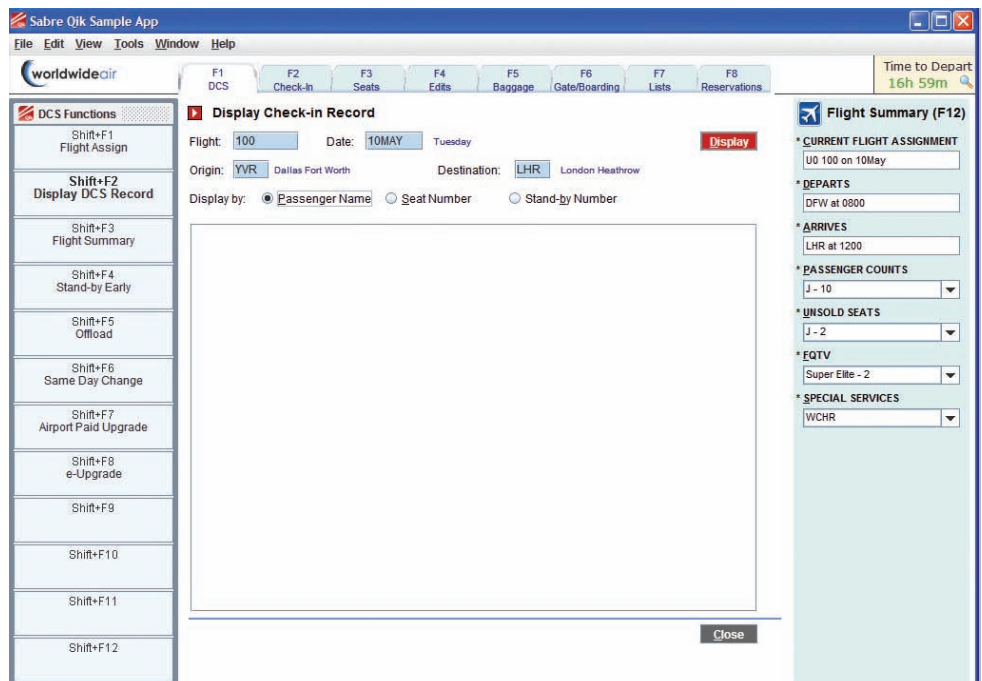 Sabre Qik Sample App
File Edit View Tools Window Help
worldwideair
F1 DCS
F2 Check-In
F3 Seats
F4 Edits
F5 Baggage
F6 Gate/Boarding
F7 Lists
F8 Reservations
Time to Depart
16h 59m
DCS Functions
Shift+F1
Flight Assign
Shift+F2
Display DCS Record
Shift+F3
Flight Summary
Shift+F4
Stand-by Early
Shift+F5
Offload
Shift+F6
Same Day Change
Shift+F7
Airport Paid Upgrade
Shift+F8
e-Upgrade
Shift+F9
Shift+F10
Shift+F11
Shift+F12
Display Check-in Record
Flight: 100 Date: 10MAY Tuesday Display
Origin: YVR Dallas Fort Worth Destination: LHR London Heathrow
Display by: Passenger Name Seat Number Stand-by Number
Close
Flight Summary (F12)
* CURRENT FLIGHT ASSIGNMENT
U0 100 on 10May
* DEPARTS
DFW at 0800
* ARRIVES
LHR at 1200
* PASSENGER COUNTS
J - 10
* UNSOLD SEATS
J - 2
* FQTV
Super Elite - 2
* SPECIAL SERVICES
WCHR